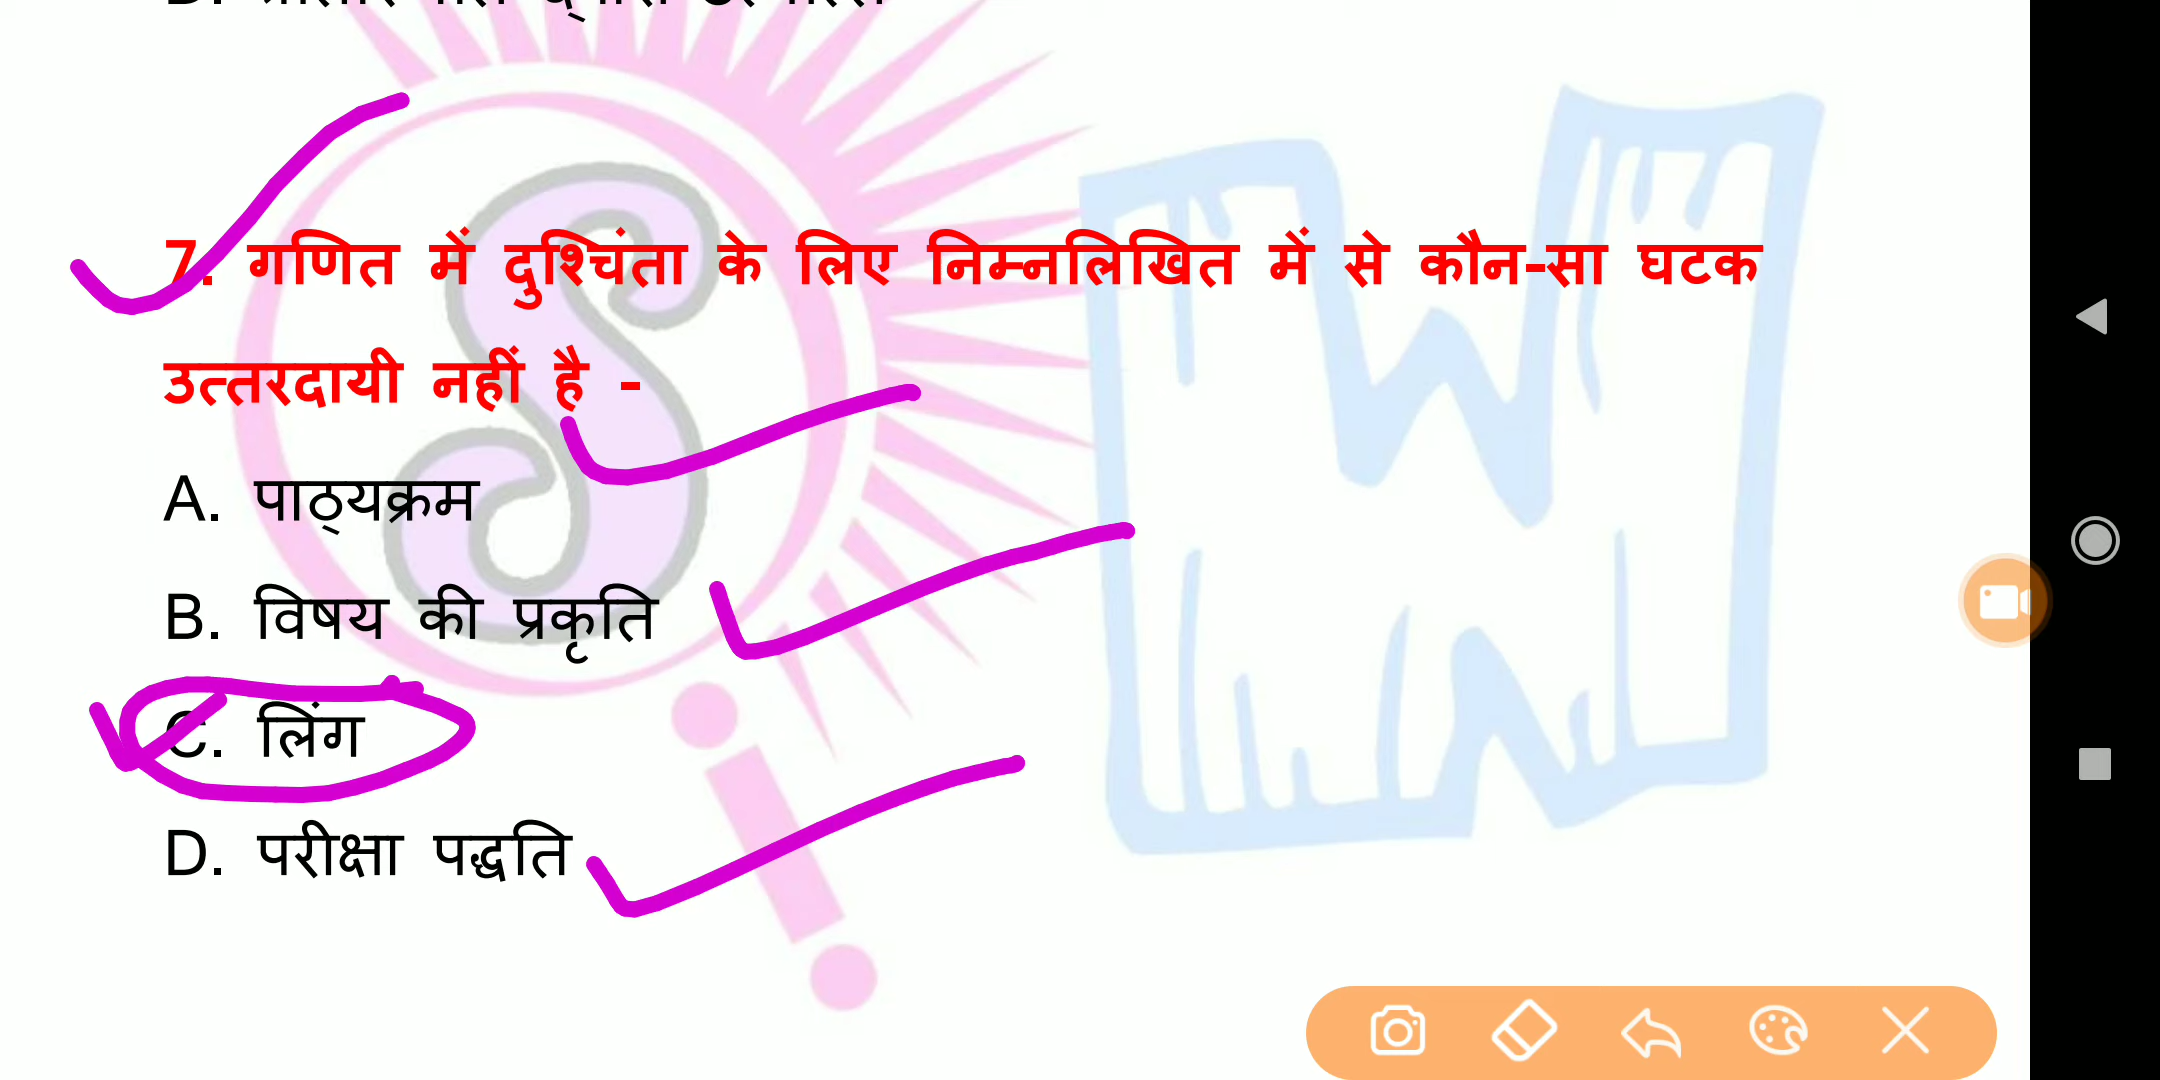 7. गणित में दुश्चिंता के लिए निम्नलिखित में से कौन-सा घटक
उत्तरदायी नहीं है -
A. पाठ्यक्रम
B. विषय की प्रकृति
C. लिंग
D. परीक्षा पद्धति